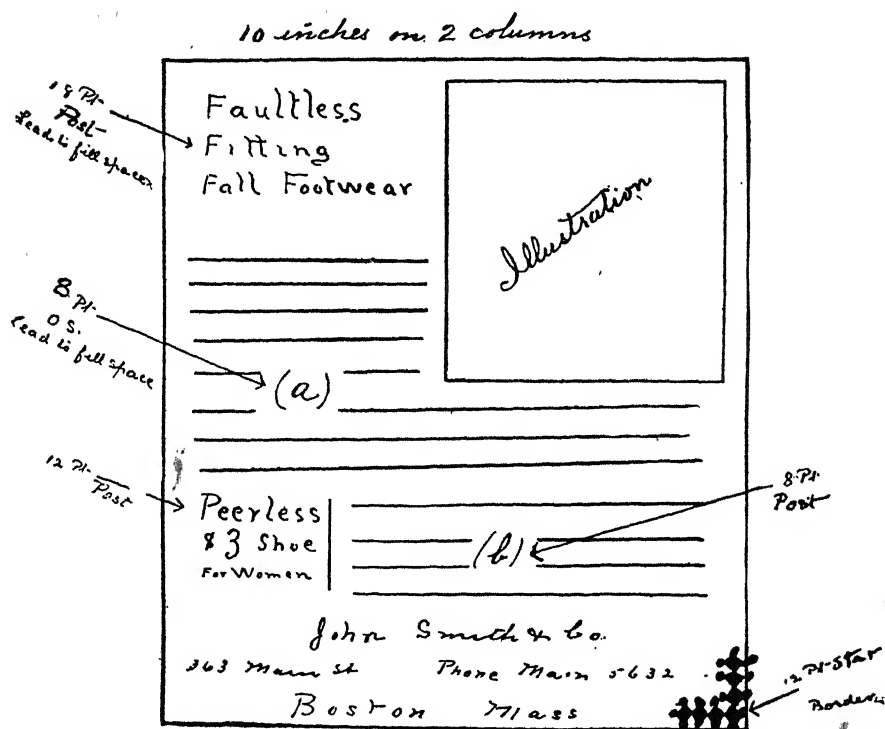 10 inches on 2 columns
18 Pt.
Post
Lead to fill space
Faultless
Fitting
Fall Footwear
Illustration
8 Pt.
O S.
lead to fill space
(a)
12 Pt.
Post
8 Pt.
Post
Peerless
$3 Shoe
For Women
(b)
John Smith & Co.
363 Main St Phone Main 5632
Boston Mass
12 Pt Star
Border